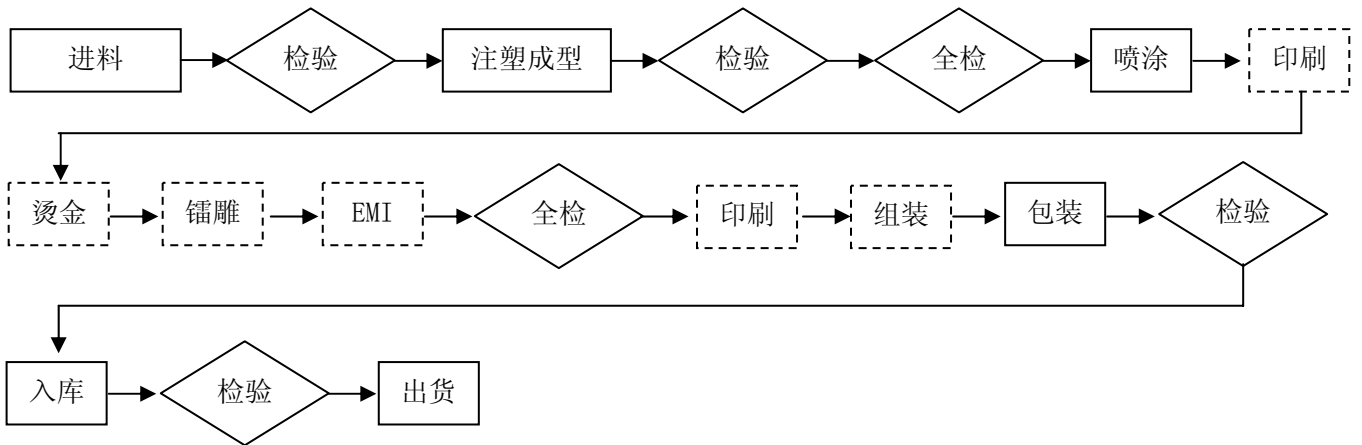 进料 检验 注塑成型 检验 全检 喷涂 印刷
烫金 镭雕 EMI 全检 印刷 组装 包装 检验
入库 检验 出货